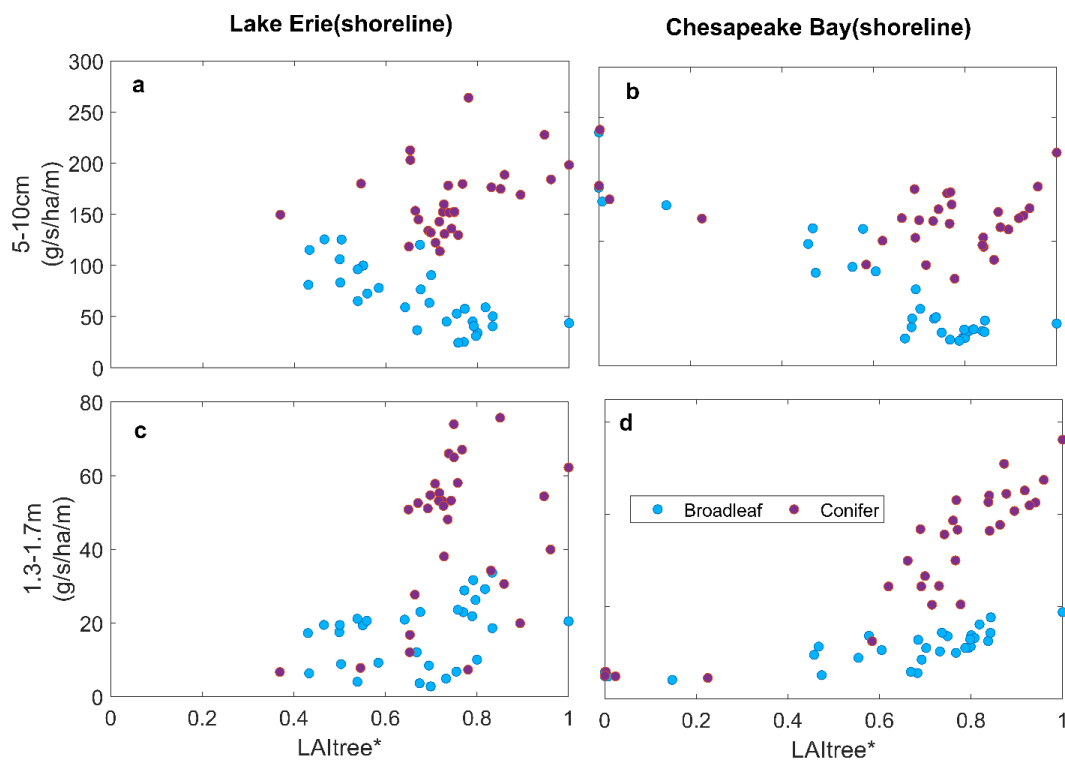 Lake Erie(shoreline)
Chesapeake Bay(shoreline)
5-10cm
(g/s/ha/m)
300
250
200
150
100
50
0
a
b
1.3-1.7m
(g/s/ha/m)
80
60
40
20
0
c
d
Broadleaf
Conifer
0
0.2
0.4
0.6
0.8
1
LAItree*
0
0.2
0.4
0.6
0.8
1
LAItree*